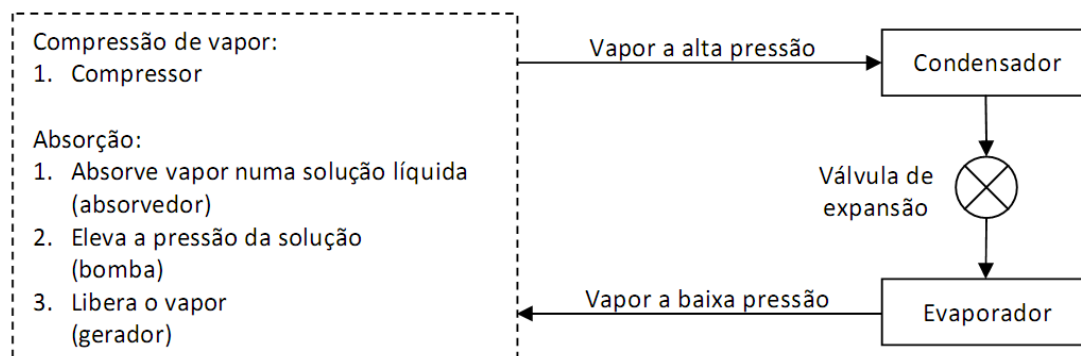 Compressão de vapor:
1. Compressor
Absorção:
1. Absorve vapor numa solução líquida
(absorvedor)
2. Eleva a pressão da solução
(bomba)
3. Libera o vapor
(gerador)
Vapor a alta pressão
Condensador
Válvula de
expansão
Vapor a baixa pressão
Evaporador